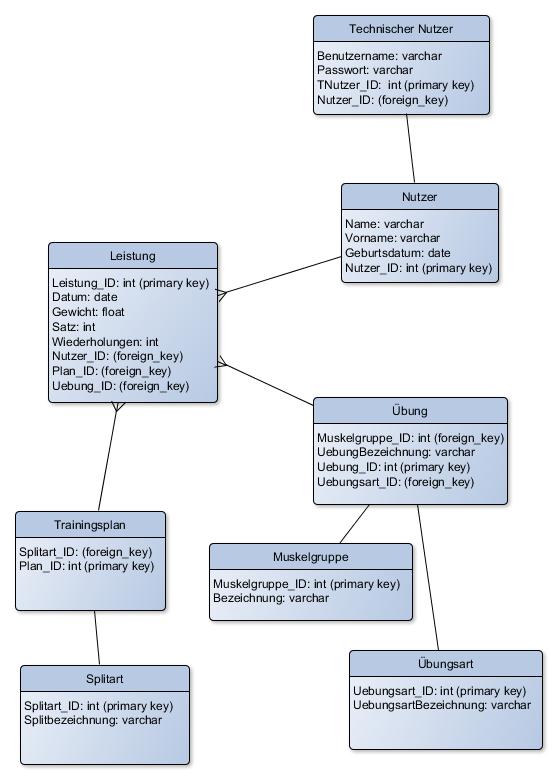 Technischer Nutzer
Benutzername: varchar
Passwort: varchar
TNutzer_ID: int (primary key)
Nutzer_ID: (foreign_key)
Nutzer
Name: varchar
Vorname: varchar
Geburtsdatum: date
Nutzer_ID: int (primary key)
Leistung
Leistung_ID: int (primary key)
Datum: date
Gewicht: float
Satz: int
Wiederholungen: int
Nutzer_ID: (foreign_key)
Plan_ID: (foreign_key)
Uebung_ID: (foreign_key)
Übung
Muskelgruppe_ID: int (foreign_key)
UebungBezeichnung: varchar
Uebung_ID: int (primary key)
Uebungsart_ID: (foreign_key)
Trainingsplan
Splitart_ID: (foreign_key)
Plan_ID: int (primary key)
Muskelgruppe
Muskelgruppe_ID: int (primary key)
Bezeichnung: varchar
Splitart
Splitart_ID: int (primary key)
Splitbezeichnung: varchar
Übungsart
Uebungsart_ID: int (primary key)
UebungsartBezeichnung: varchar